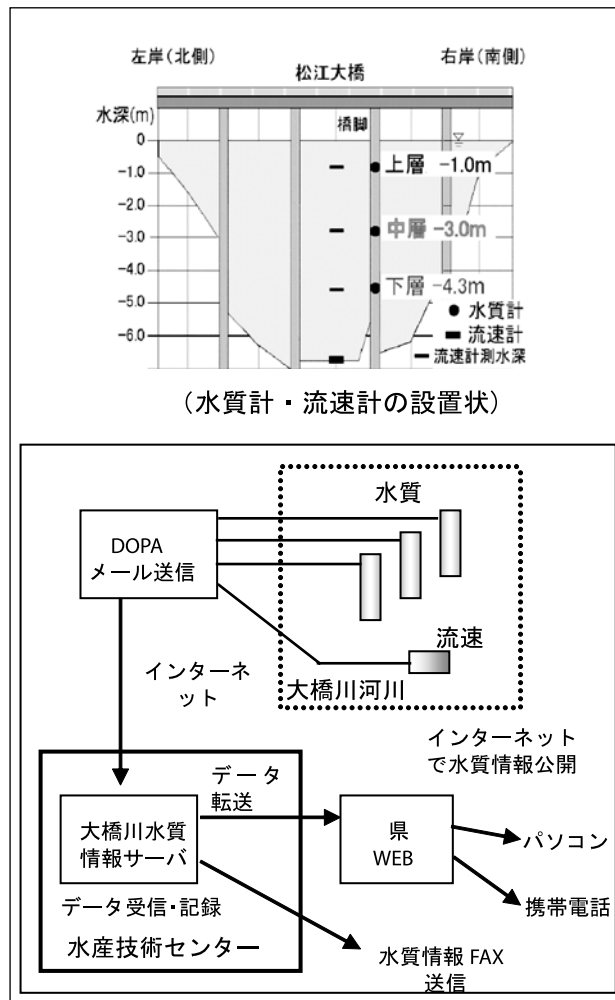 左岸(北側)
右岸(南側)
松江大橋
水深(m)
橋脚
0
-1.0
-2.0
-3.0
-4.0
-5.0
-6.0
上層 -1.0m
中層 -3.0m
下層 -4.3m
● 水質計
流速計
流速計測水深
(水質計・流速計の設置状)
水質
DOPA
メール送信
流速
大橋川河川
インターネ
ット
インターネット
で水質情報公開
データ
転送
大橋川水質
情報サーバ
県
WEB
パソコン
携帯電話
データ受信・記録
水産技術センター
水質情報 FAX
送信